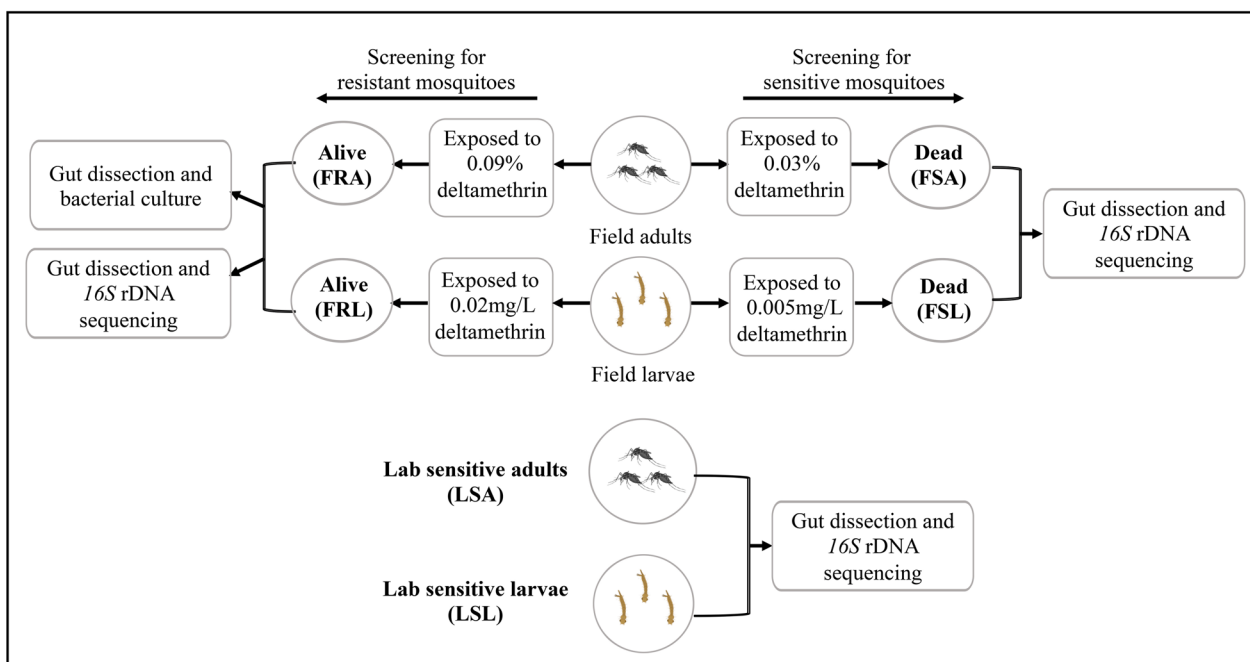 Screening for
resistant mosquitoes
Screening for
sensitive mosquitoes
Gut dissection and
bacterial culture
Gut dissection and
16S rDNA
sequencing
Alive
(FRA)
Exposed to
0.09%
deltamethrin
Field adults
Exposed to
0.03%
deltamethrin
Dead
(FSA)
Alive
(FRL)
Exposed to
0.02mg/L
deltamethrin
Field larvae
Exposed to
0.005mg/L
deltamethrin
Dead
(FSL)
Gut dissection and
16S rDNA
sequencing
Lab sensitive adults
(LSA)
Lab sensitive larvae
(LSL)
Gut dissection and
16S rDNA
sequencing